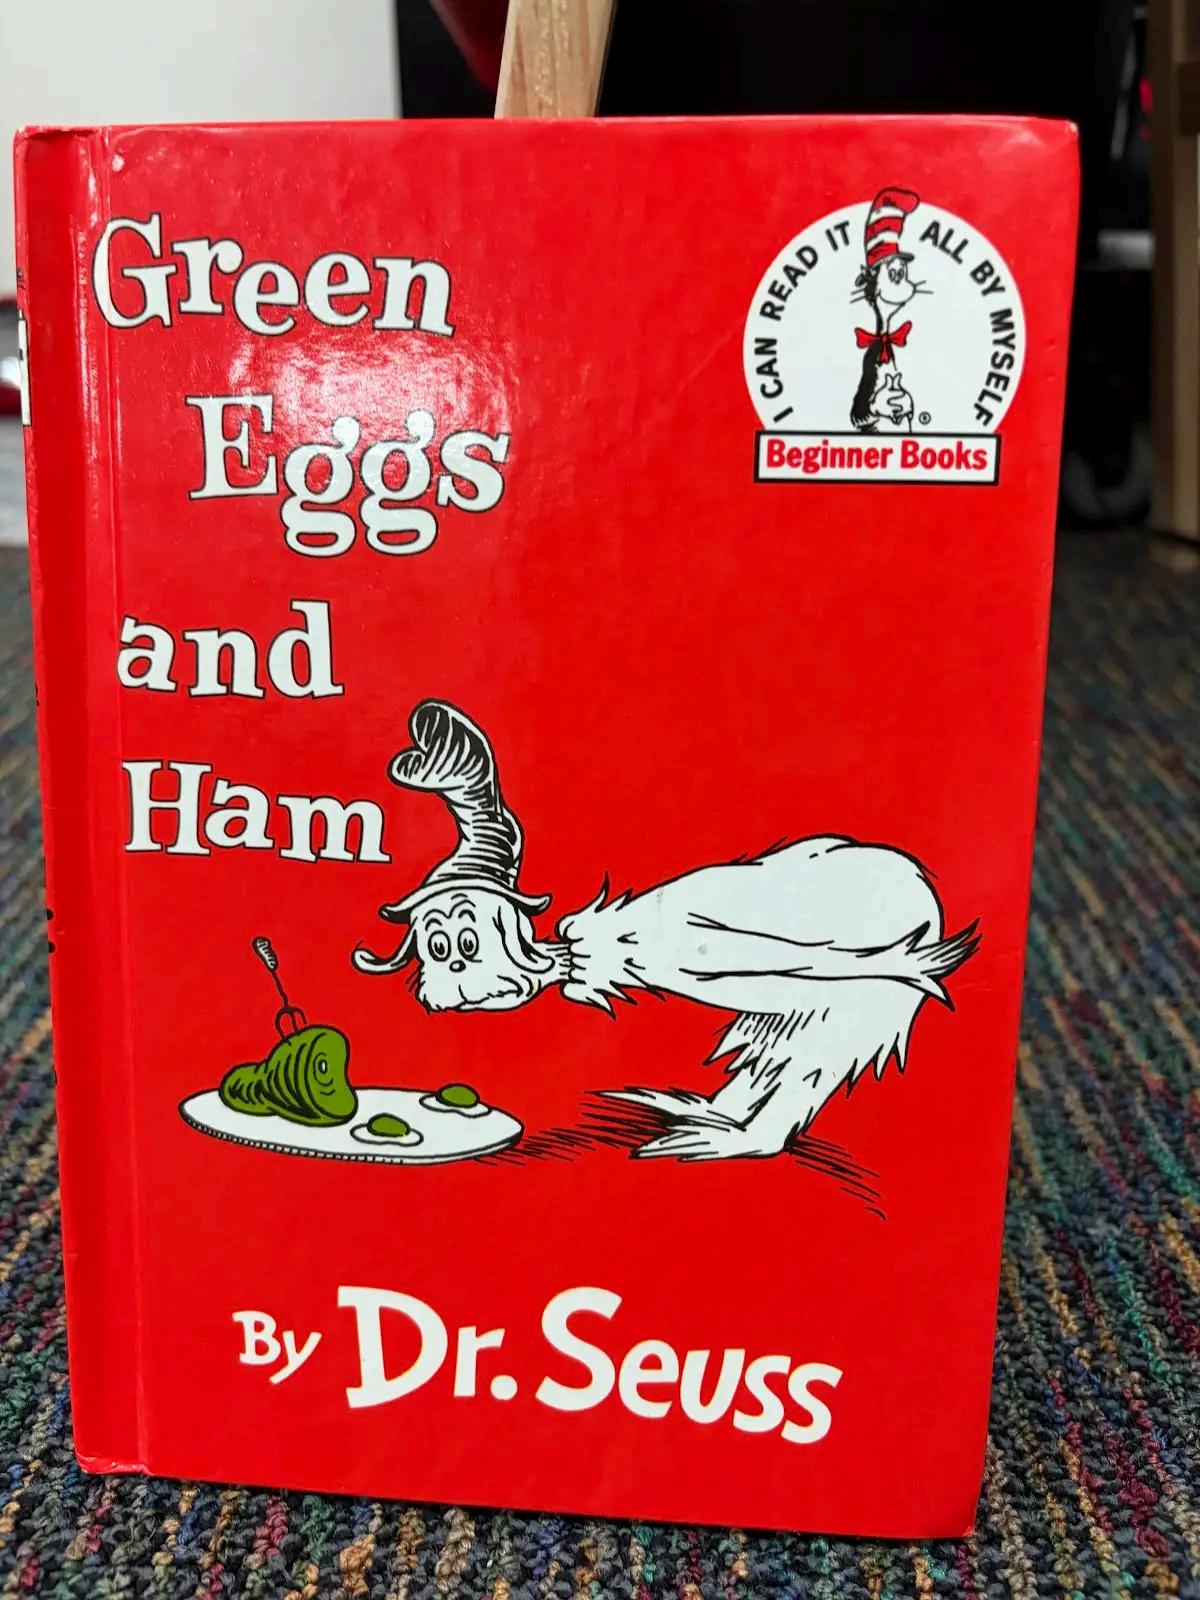 Green
Eggs
and
Ham
I CAN READ IT ALL BY MYSELF
®
Beginner Books
By Dr. Seuss